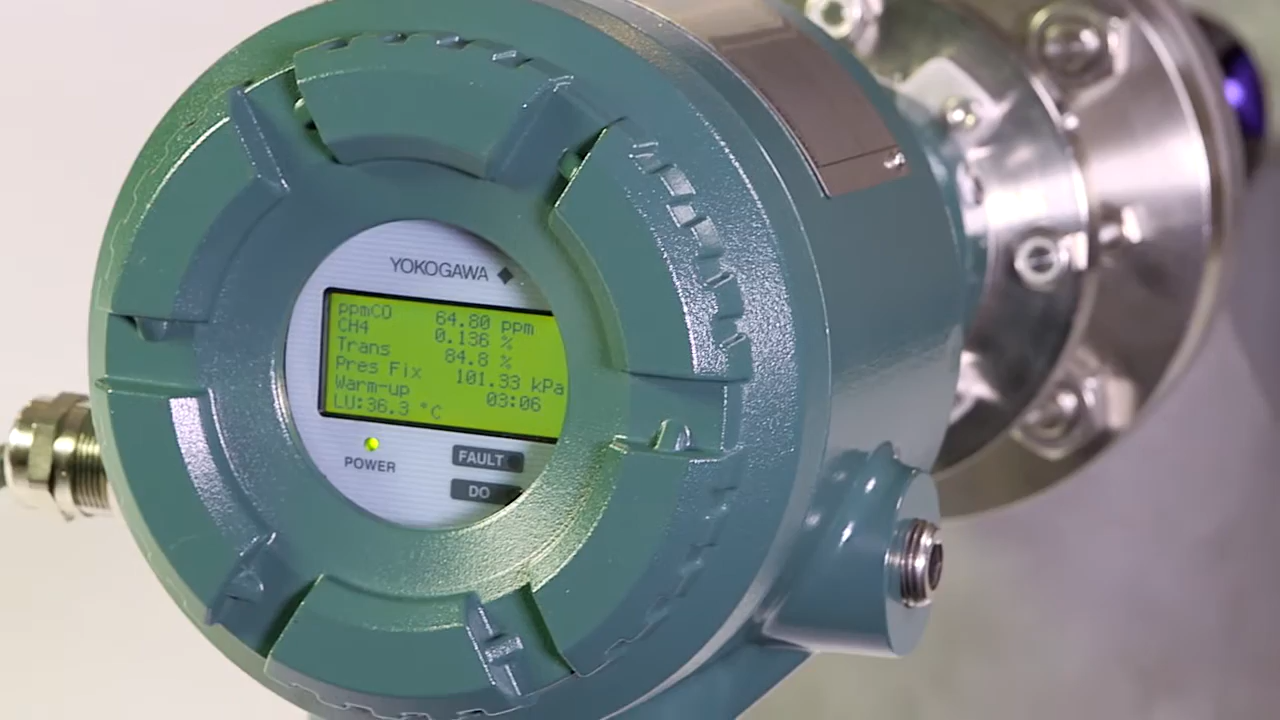 YOKOGAWA
ppmCO 64.80 ppm
CH4 0.136 %
Trans 84.8 %
Pres Fix 101.33 kPa
Warm-up 03:06
LU:36.3 °C
POWER
FAULT
DO